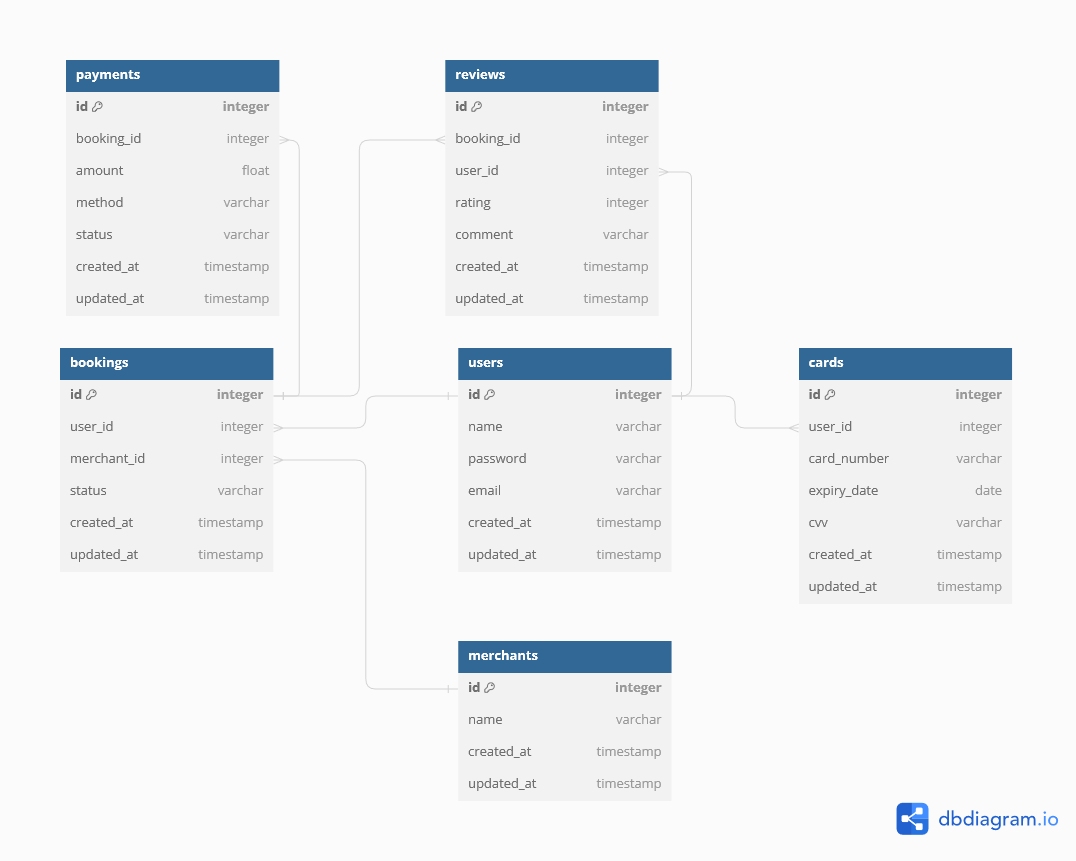 payments
id integer
booking_id integer
amount float
method varchar
status varchar
created_at timestamp
updated_at timestamp
reviews
id integer
booking_id integer
user_id integer
rating integer
comment varchar
created_at timestamp
updated_at timestamp
bookings
id integer
user_id integer
merchant_id integer
status varchar
created_at timestamp
updated_at timestamp
users
id integer
name varchar
password varchar
email varchar
created_at timestamp
updated_at timestamp
cards
id integer
user_id integer
card_number varchar
expiry_date date
cvv varchar
created_at timestamp
updated_at timestamp
merchants
id integer
name varchar
created_at timestamp
updated_at timestamp
dbdiagram.io